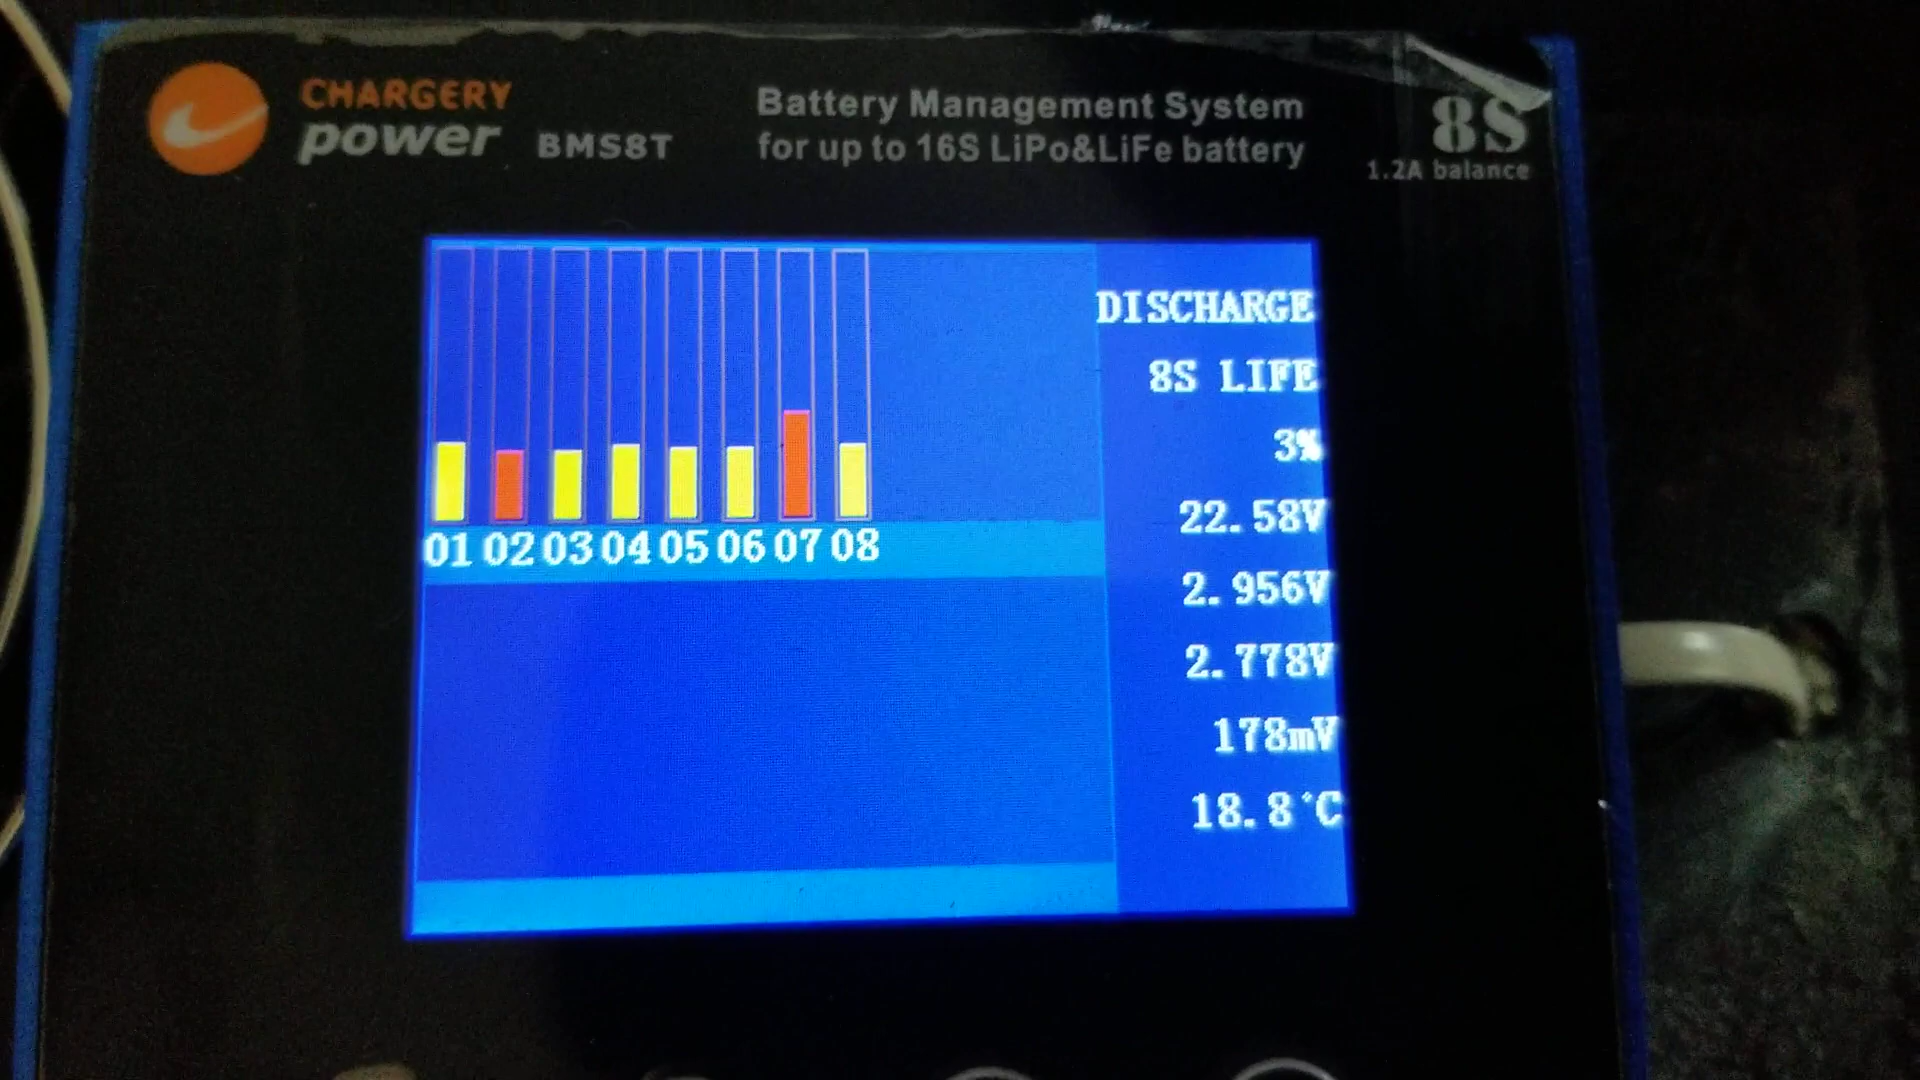 CHARGERY
power BMS8T
Battery Management System
for up to 16S LiPo&LiFe battery
8S
1.2A balance
DISCHARGE
8S LIFE
3%
22.58V
2.956V
2.778V
178mV
18.8°C
01 02 03 04 05 06 07 08